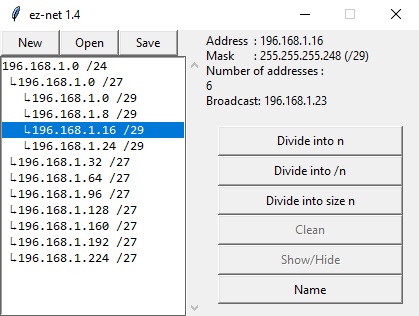 ez-net 1.4
New Open Save
196.168.1.0 /24
↳196.168.1.0 /27
↳196.168.1.0 /29
↳196.168.1.8 /29
↳196.168.1.16 /29
↳196.168.1.24 /29
↳196.168.1.32 /27
↳196.168.1.64 /27
↳196.168.1.96 /27
↳196.168.1.128 /27
↳196.168.1.160 /27
↳196.168.1.192 /27
↳196.168.1.224 /27
Address : 196.168.1.16
Mask : 255.255.255.248 (/29)
Number of addresses :
6
Broadcast: 196.168.1.23
Divide into n
Divide into /n
Divide into size n
Clean
Show/Hide
Name